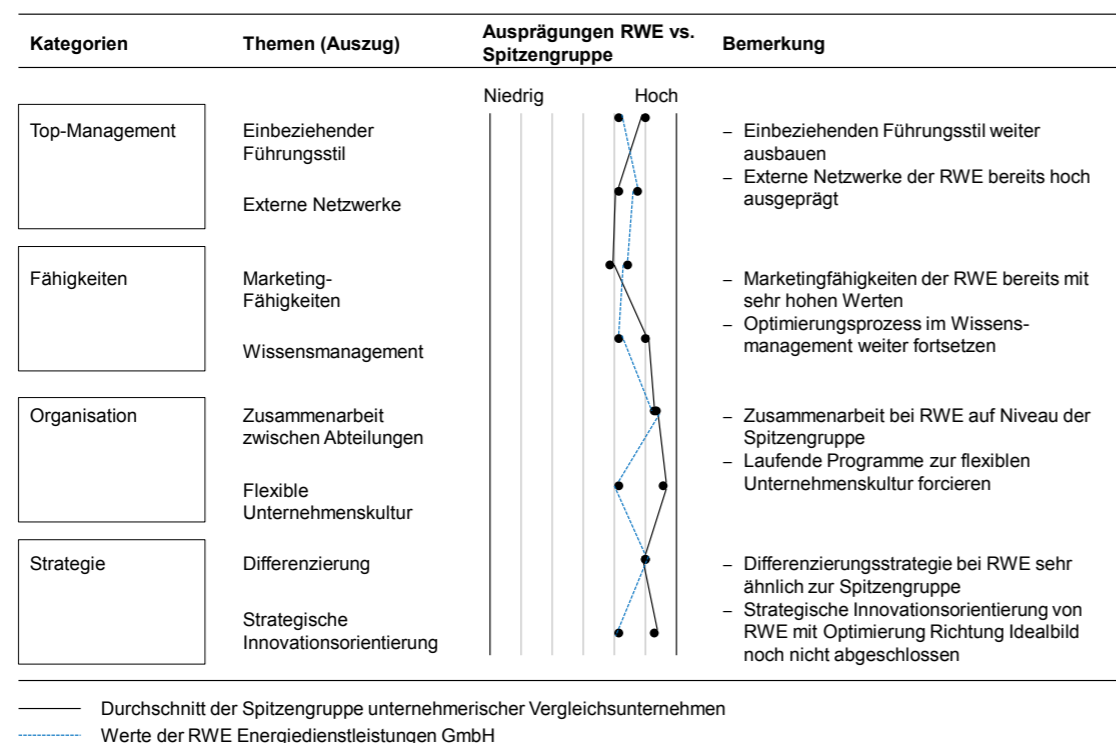 Kategorien
Themen (Auszug)
Ausprägungen RWE vs.
Spitzengruppe
Bemerkung
Niedrig
Hoch
Top-Management
Einbeziehender
Führungsstil
Externe Netzwerke
– Einbeziehenden Führungsstil weiter
ausbauen
– Externe Netzwerke der RWE bereits hoch
ausgeprägt
Fähigkeiten
Marketing-
Fähigkeiten
Wissensmanagement
– Marketingfähigkeiten der RWE bereits mit
sehr hohen Werten
– Optimierungsprozess im Wissens-
management weiter fortsetzen
Organisation
Zusammenarbeit
zwischen Abteilungen
Flexible
Unternehmenskultur
– Zusammenarbeit bei RWE auf Niveau der
Spitzengruppe
– Laufende Programme zur flexiblen
Unternehmenskultur forcieren
Strategie
Differenzierung
Strategische
Innovationsorientierung
– Differenzierungsstrategie bei RWE sehr
ähnlich zur Spitzengruppe
– Strategische Innovationsorientierung von
RWE mit Optimierung Richtung Idealbild
noch nicht abgeschlossen
Durchschnitt der Spitzengruppe unternehmerischer Vergleichsunternehmen
Werte der RWE Energiedienstleistungen GmbH